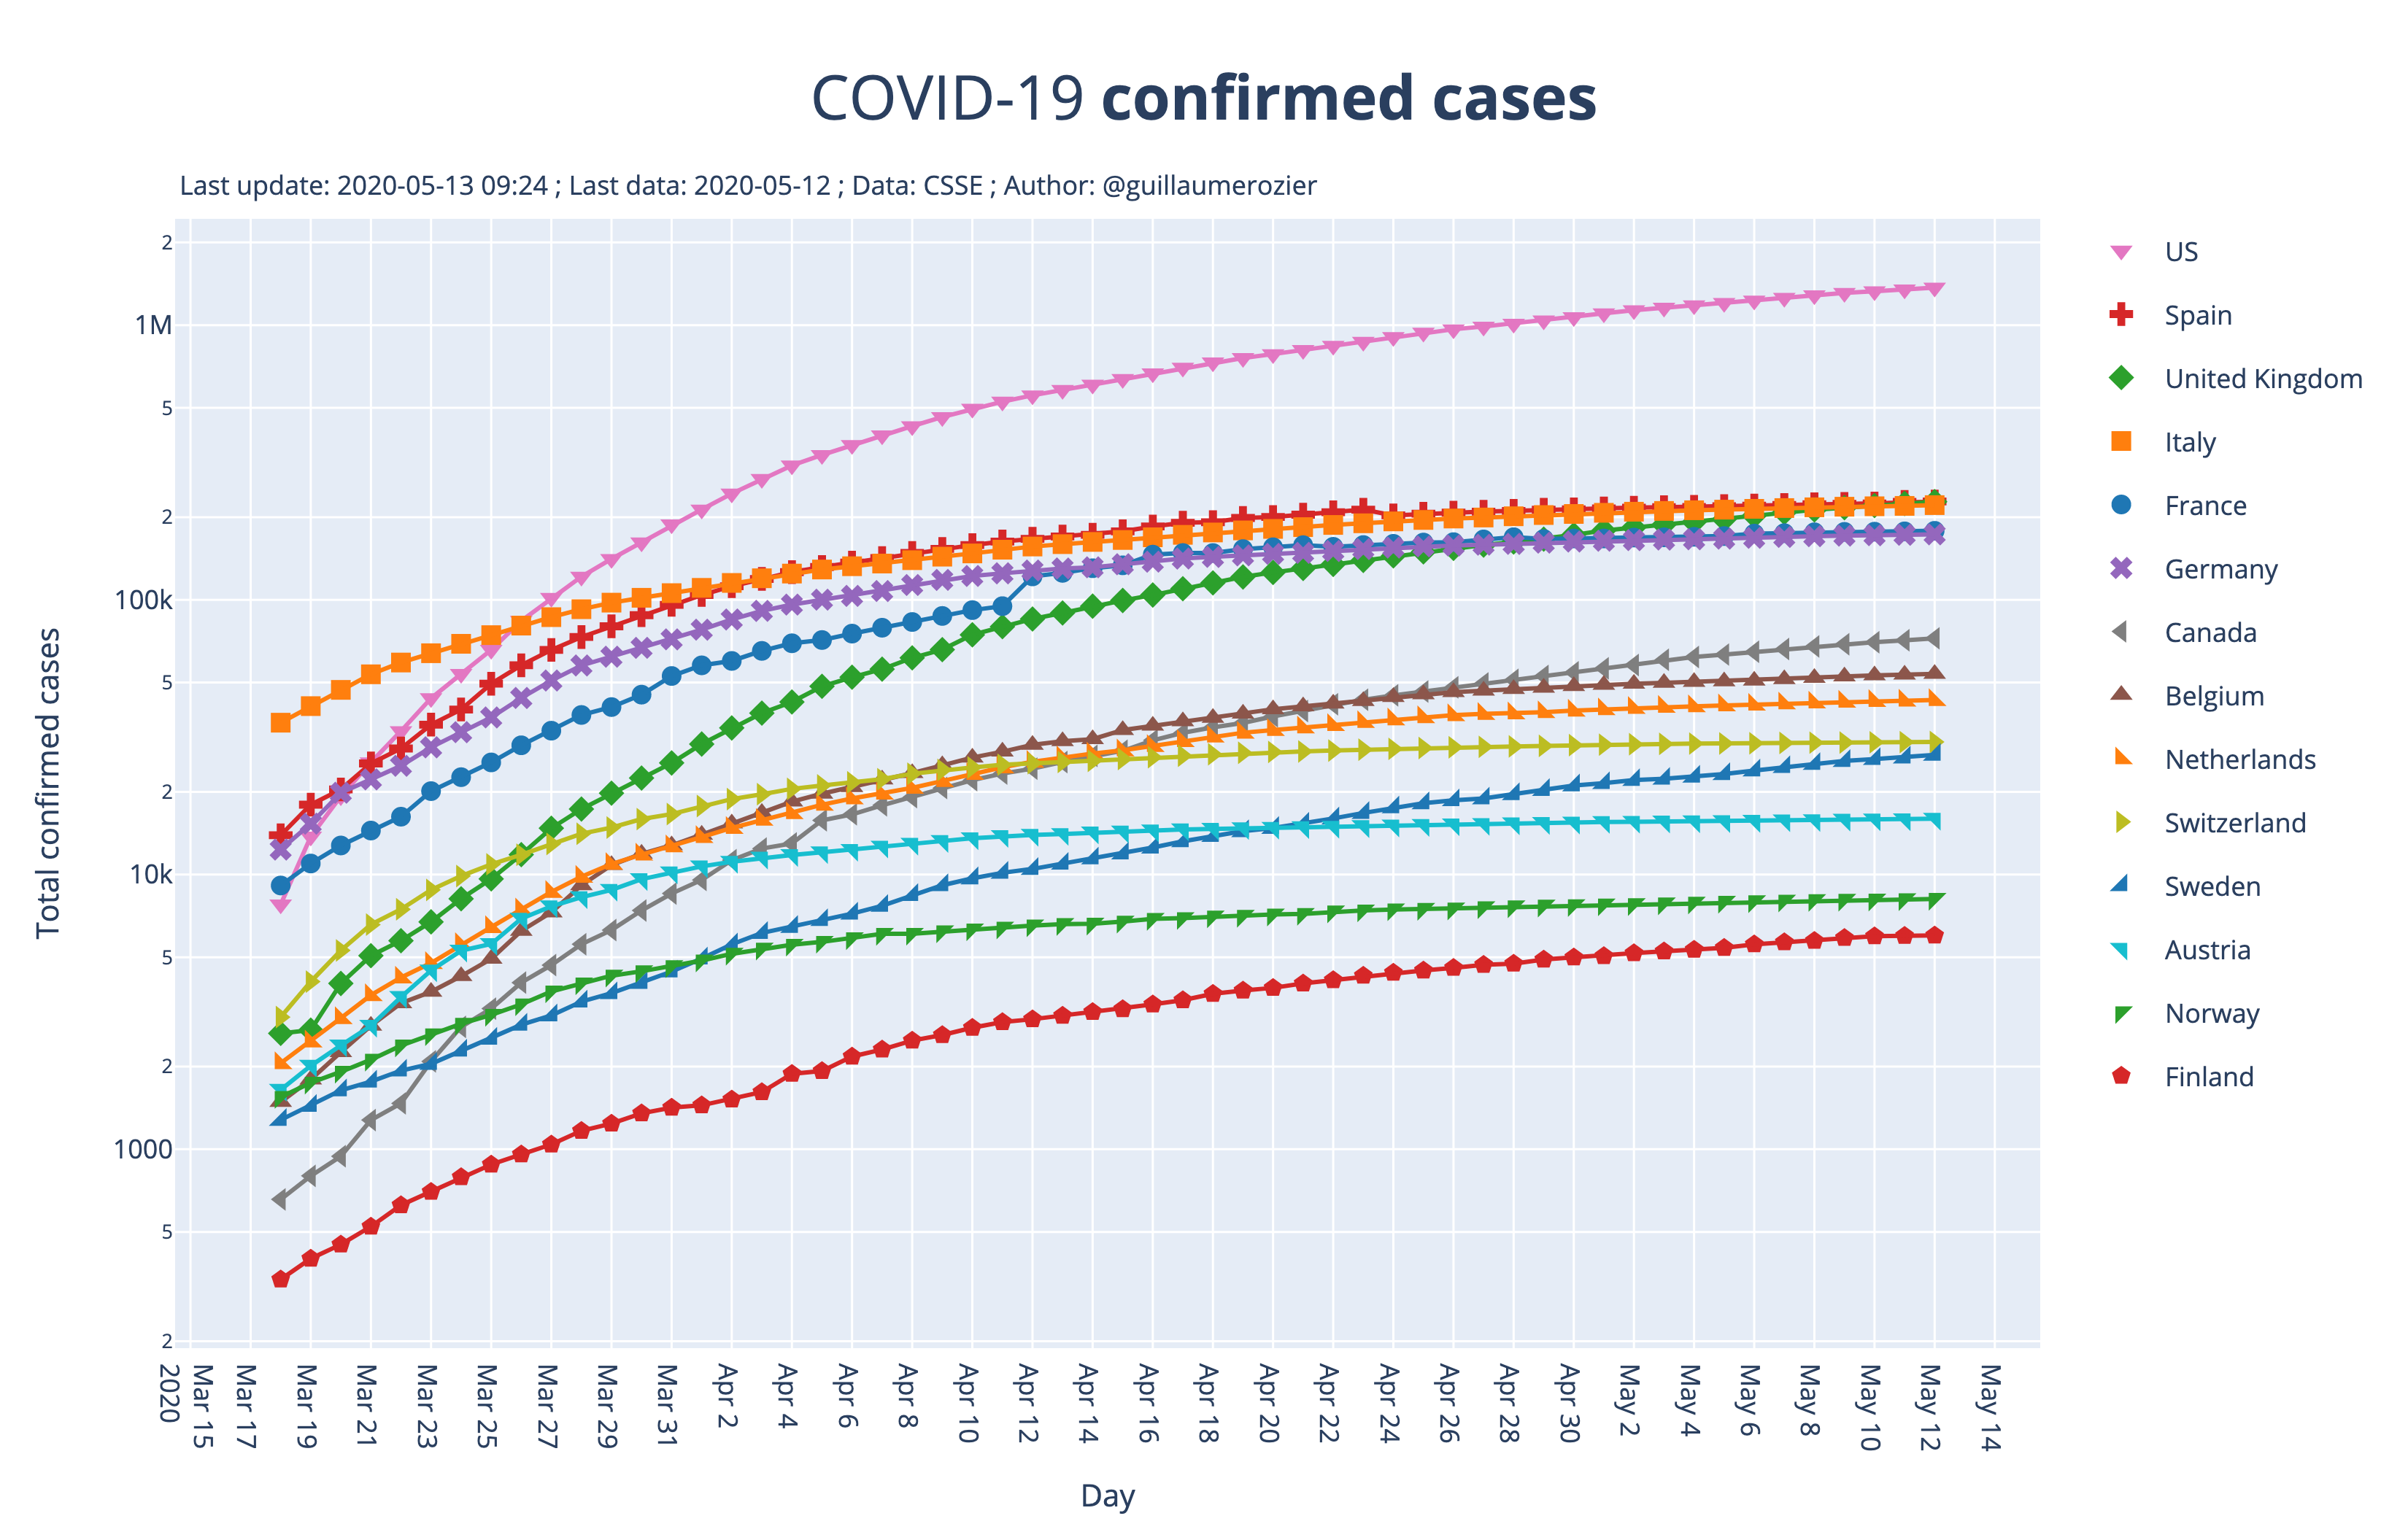 COVID-19 confirmed cases
Last update: 2020-05-13 09:24 ; Last data: 2020-05-12 ; Data: CSSE ; Author: @guillaumerozier
Total confirmed cases
2
1M
5
2
100k
5
2
10k
5
2
1000
5
2
Mar 15
2020
Mar 17
Mar 19
Mar 21
Mar 23
Mar 25
Mar 27
Mar 29
Mar 31
Apr 2
Apr 4
Apr 6
Apr 8
Apr 10
Apr 12
Apr 14
Apr 16
Apr 18
Apr 20
Apr 22
Apr 24
Apr 26
Apr 28
Apr 30
May 2
May 4
May 6
May 8
May 10
May 12
May 14
Day
US
Spain
United Kingdom
Italy
France
Germany
Canada
Belgium
Netherlands
Switzerland
Sweden
Austria
Norway
Finland